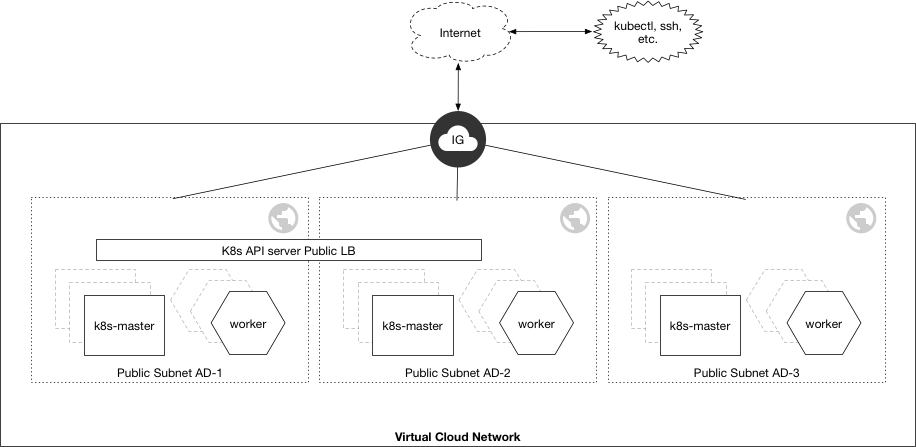 Internet
kubectl, ssh,
etc.
IG
K8s API server Public LB
k8s-master
worker
k8s-master
worker
k8s-master
worker
Public Subnet AD-1
Public Subnet AD-2
Public Subnet AD-3
Virtual Cloud Network